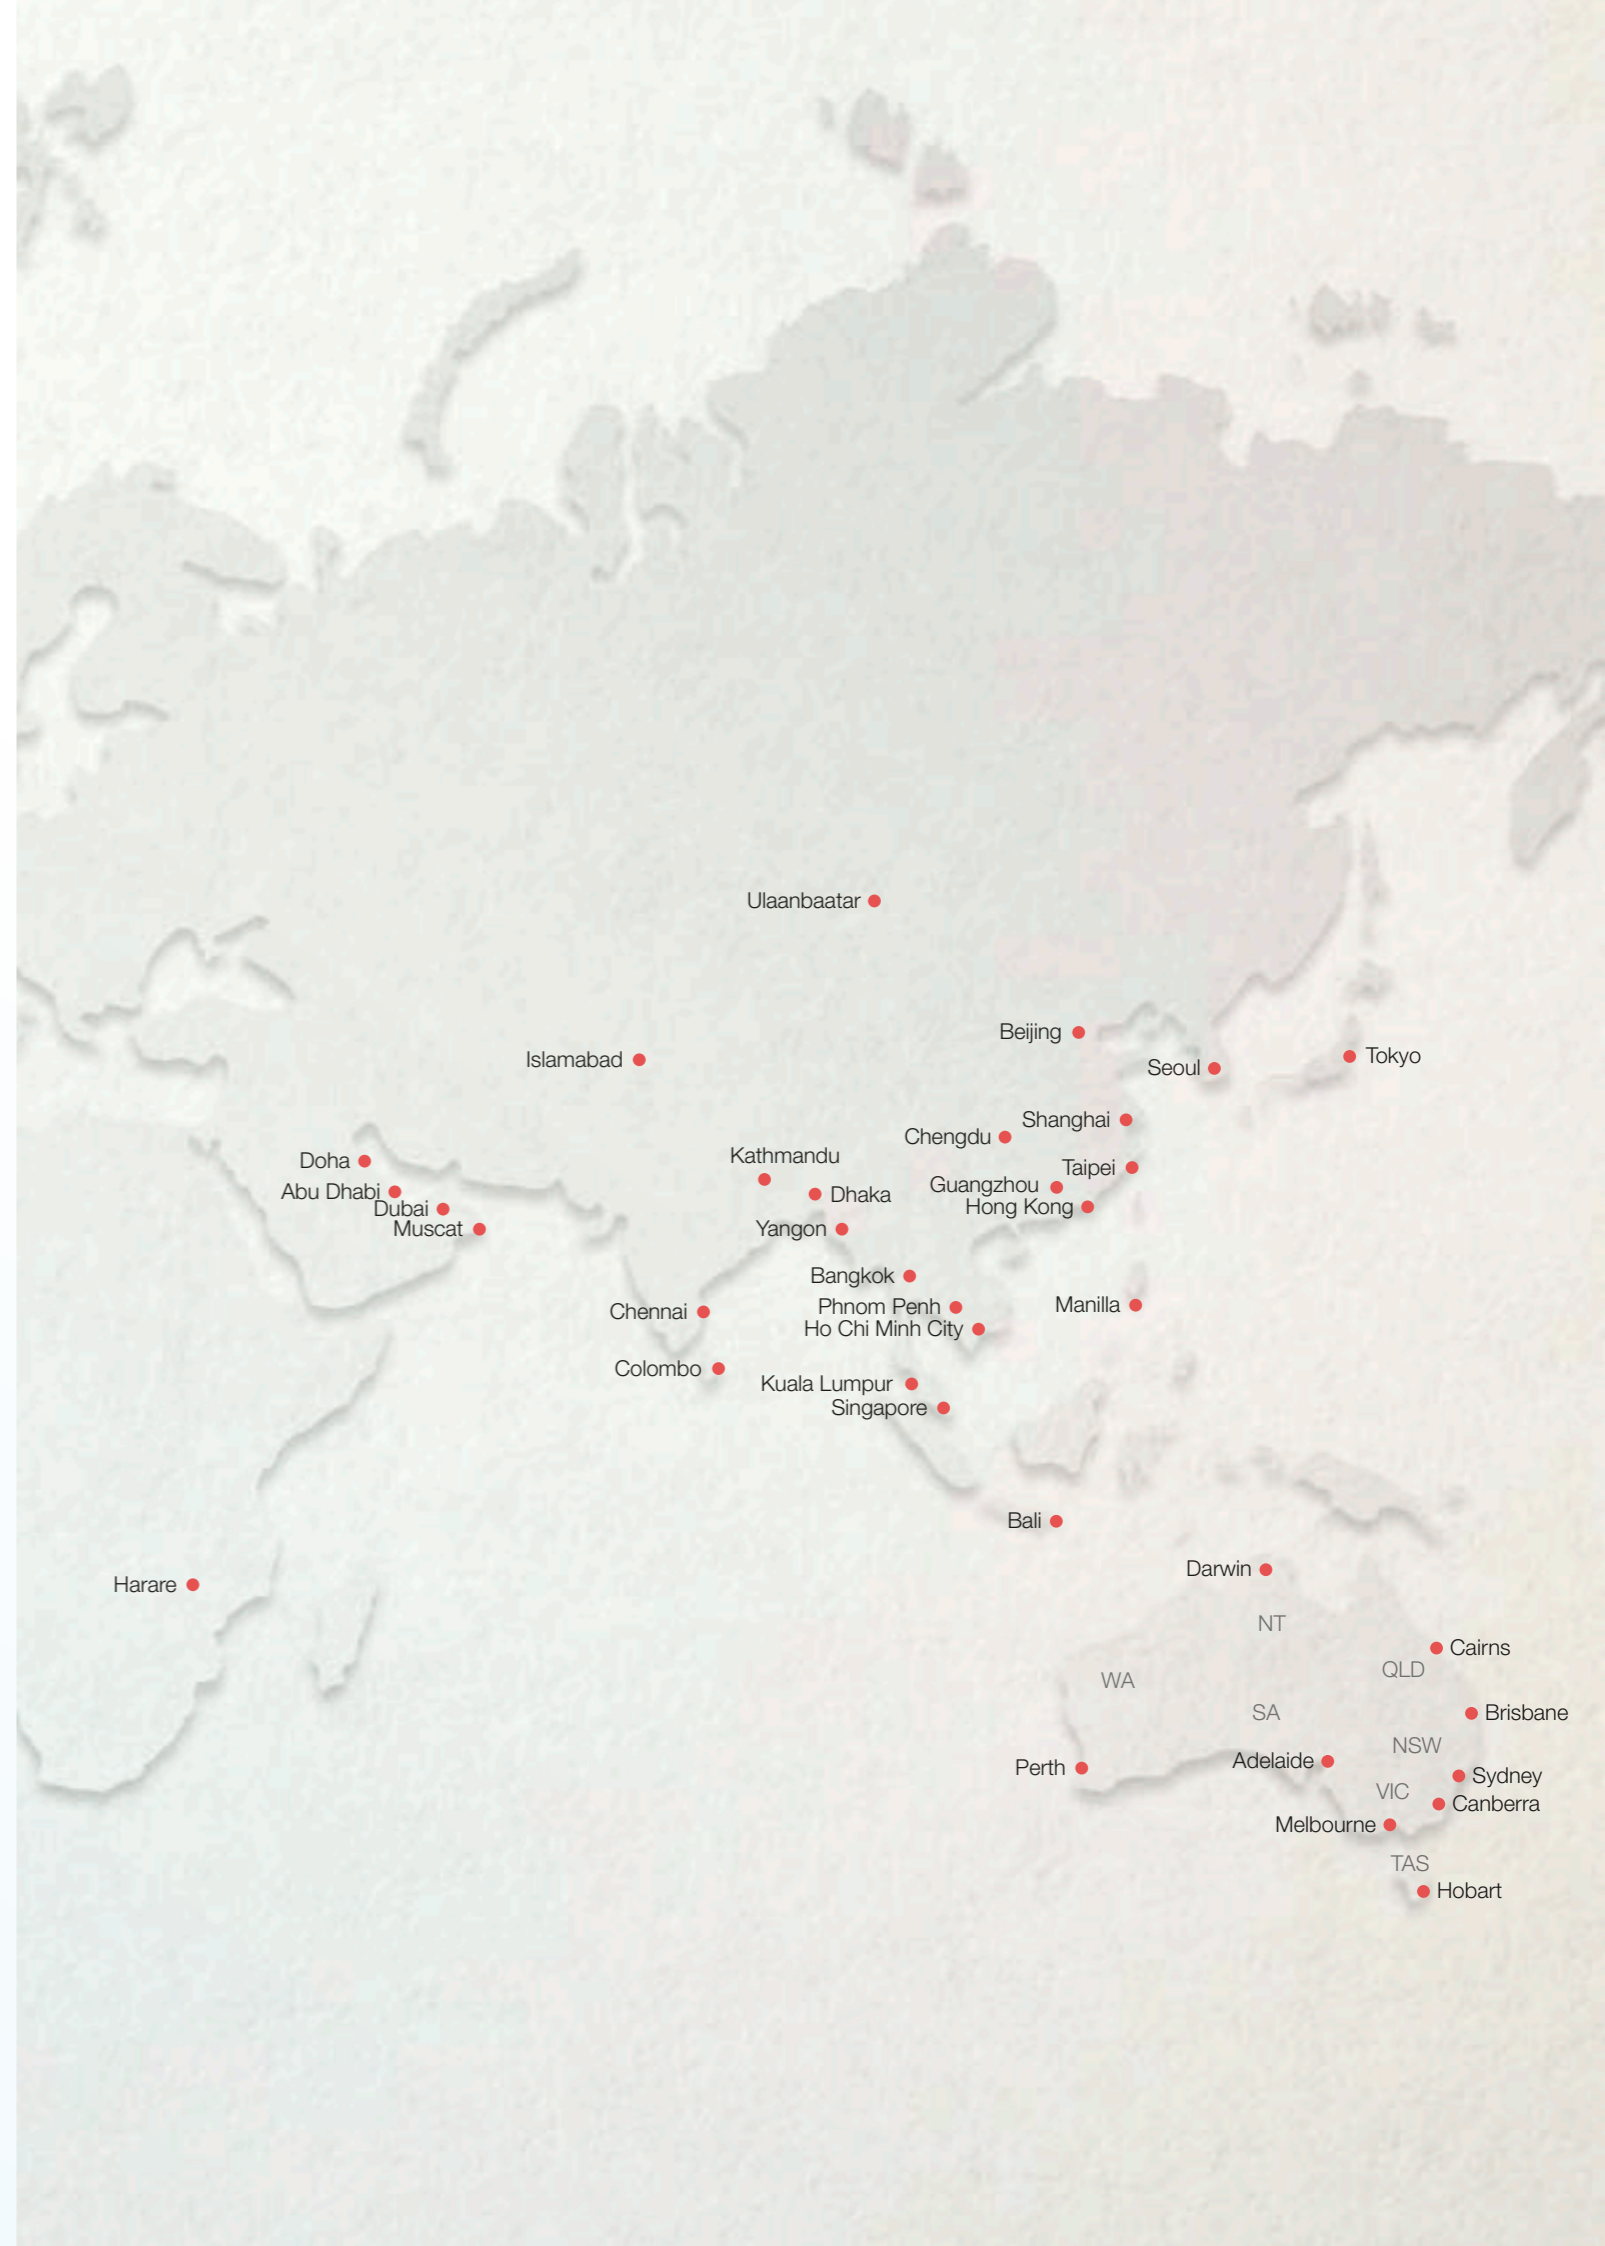 Ulaanbaatar
Beijing
Islamabad
Tokyo
Seoul
Shanghai
Chengdu
Kathmandu
Doha
Taipei
Abu Dhabi
Guangzhou
Dhaka
Dubai
Hong Kong
Muscat
Yangon
Bangkok
Manilla
Phnom Penh
Chennai
Ho Chi Minh City
Colombo
Kuala Lumpur
Singapore
Bali
Darwin
Harare
NT
Cairns
QLD
WA
SA
Brisbane
NSW
Adelaide
Perth
Sydney
VIC
Canberra
Melbourne
TAS
Hobart